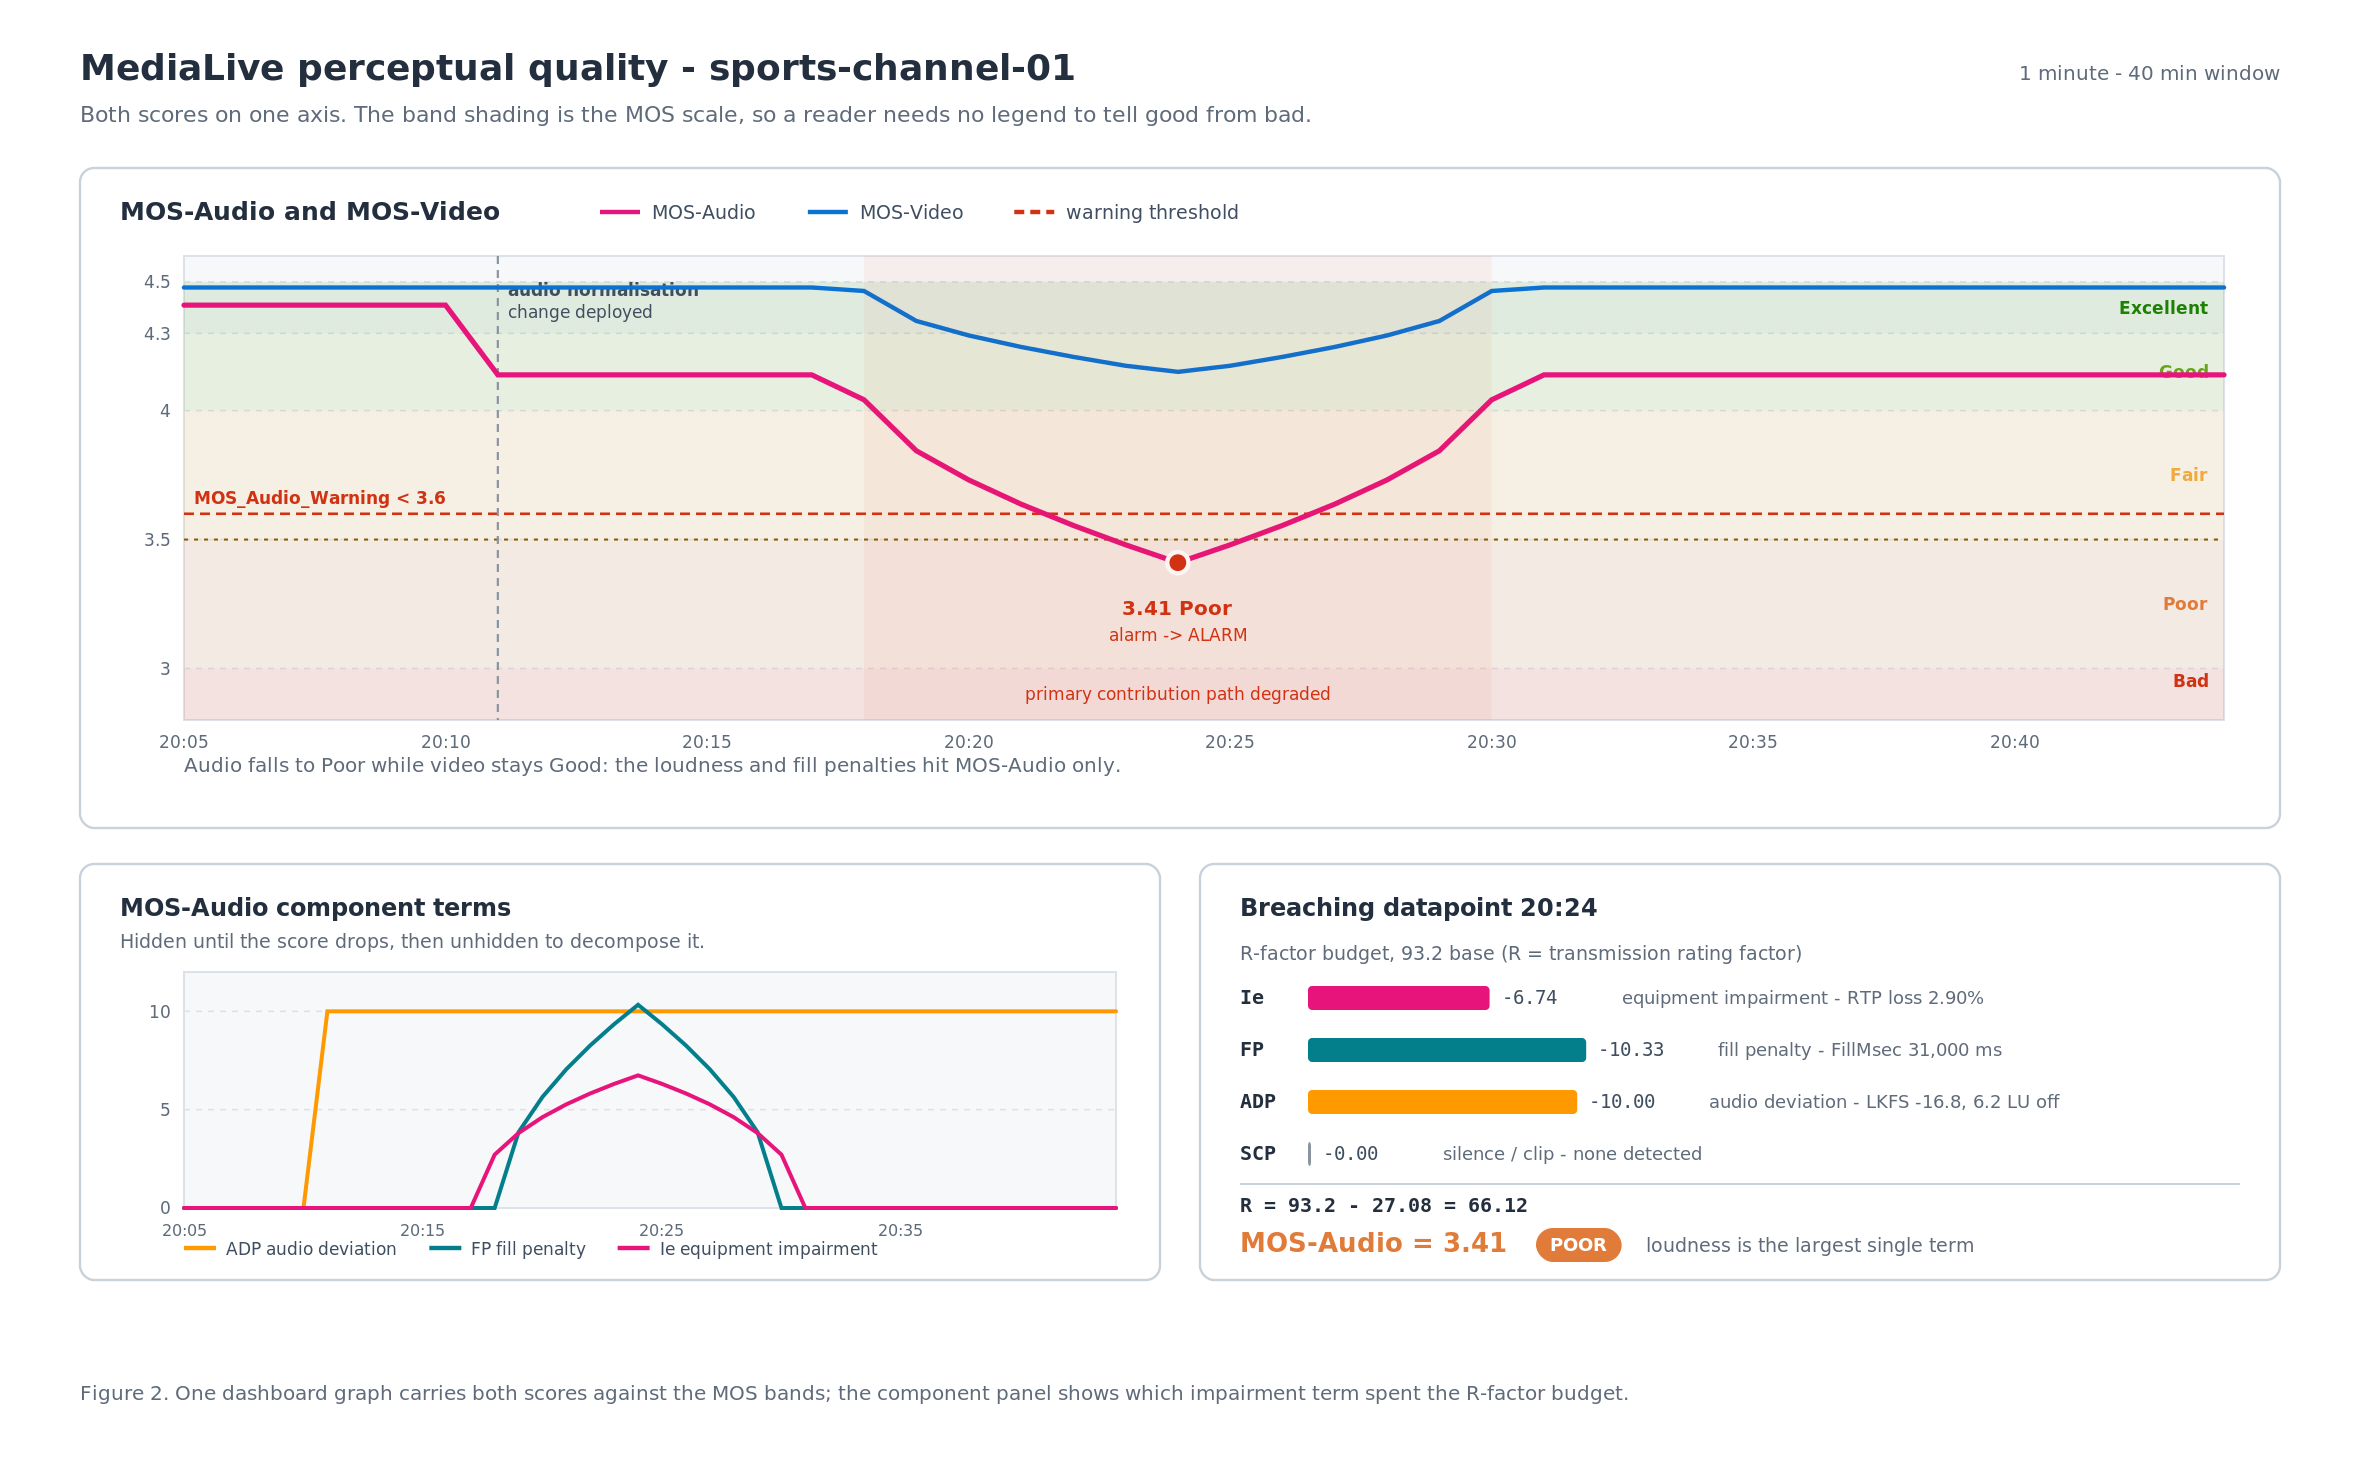 MediaLive perceptual quality - sports-channel-01
1 minute - 40 min window
Both scores on one axis. The band shading is the MOS scale, so a reader needs no legend to tell good from bad.
MOS-Audio and MOS-Video
MOS-Audio
MOS-Video
warning threshold
4.5
4.3
4
3.5
3
audio normalisation
change deployed
Excellent
Good
Fair
Poor
Bad
MOS_Audio_Warning < 3.6
3.41 Poor
alarm -> ALARM
primary contribution path degraded
20:05 20:10 20:15 20:20 20:25 20:30 20:35 20:40
Audio falls to Poor while video stays Good: the loudness and fill penalties hit MOS-Audio only.
MOS-Audio component terms
Hidden until the score drops, then unhidden to decompose it.
10
5
0
20:05 20:15 20:25 20:35
ADP audio deviation
FP fill penalty
Ie equipment impairment
Breaching datapoint 20:24
R-factor budget, 93.2 base (R = transmission rating factor)
Ie -6.74 equipment impairment - RTP loss 2.90%
FP -10.33 fill penalty - FillMsec 31,000 ms
ADP -10.00 audio deviation - LKFS -16.8, 6.2 LU off
SCP -0.00 silence / clip - none detected
R = 93.2 - 27.08 = 66.12
MOS-Audio = 3.41 POOR loudness is the largest single term
Figure 2. One dashboard graph carries both scores against the MOS bands; the component panel shows which impairment term spent the R-factor budget.